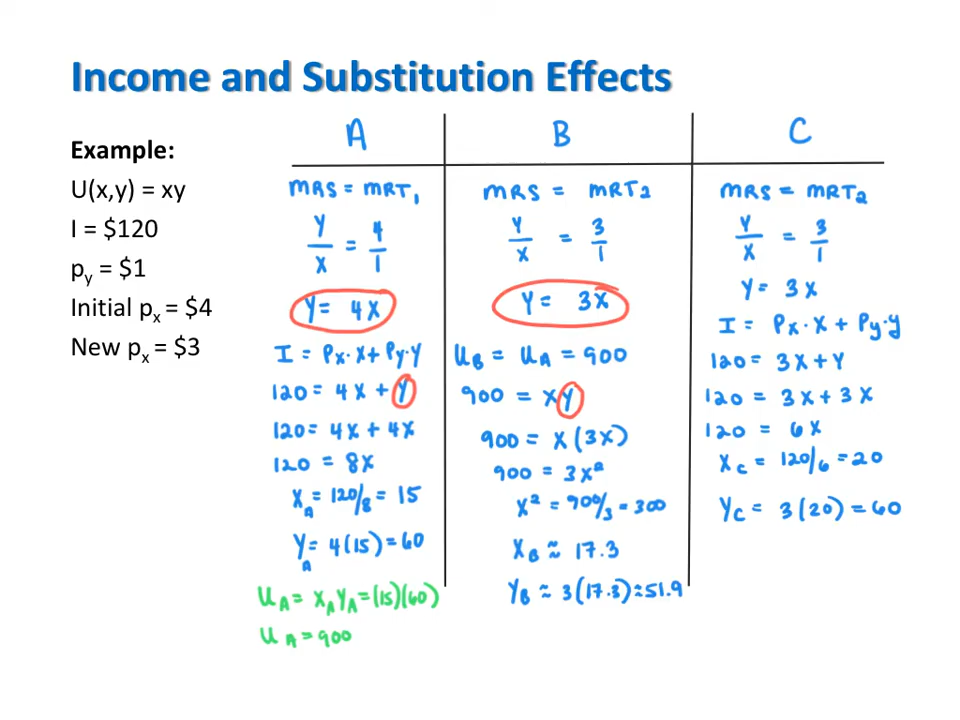 Income and Substitution Effects
Example:
U(x,y) = xy
I = $120
py = $1
Initial px = $4
New px = $3
A
MRS = MRT1
Y/X = 4/1
Y = 4X
I = Px·X + Py·Y
120 = 4X + Y
120 = 4X + 4X
120 = 8X
XA = 120/8 = 15
YA = 4(15) = 60
UA = XAYA = (15)(60)
UA = 900
B
MRS = MRT2
Y/X = 3/1
Y = 3X
UB = UA = 900
900 = XY
900 = X(3X)
900 = 3X²
X² = 900/3 = 300
XB ≈ 17.3
YB ≈ 3(17.3) ≈ 51.9
C
MRS = MRT2
Y/X = 3/1
Y = 3X
I = Px·X + Py·y
120 = 3X + Y
120 = 3X + 3X
120 = 6X
XC = 120/6 = 20
YC = 3(20) = 60